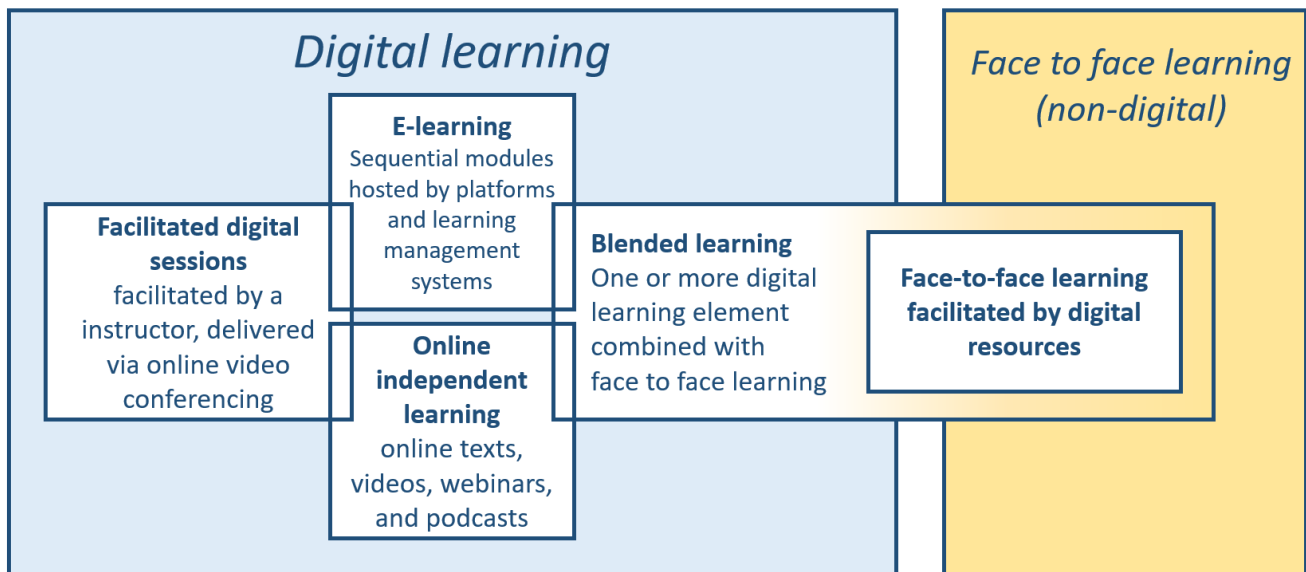 Digital learning
Face to face learning
(non-digital)
E-learning
Sequential modules
hosted by platforms
and learning
management
systems
Facilitated digital
sessions
facilitated by a
instructor, delivered
via online video
conferencing
Online
independent
learning
online texts,
videos, webinars,
and podcasts
Blended learning
One or more digital
learning element
combined with
face to face learning
Face-to-face learning
facilitated by digital
resources